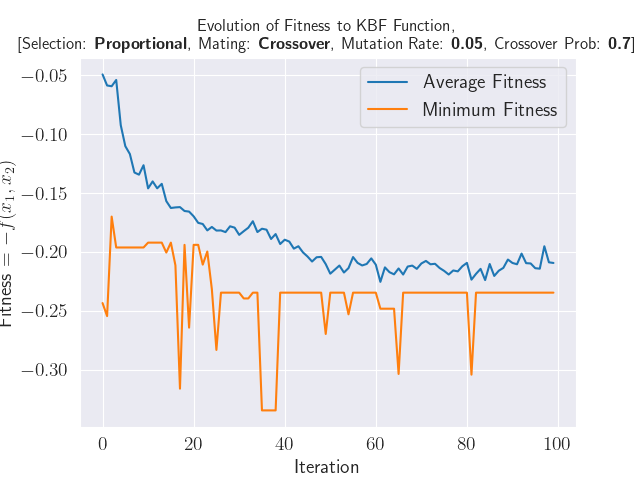 Evolution of Fitness to KBF Function,
[Selection: Proportional, Mating: Crossover, Mutation Rate: 0.05, Crossover Prob: 0.7]
Average Fitness
Minimum Fitness
−0.05
−0.10
−0.15
−0.20
−0.25
−0.30
Fitness = −f(x₁, x₂)
0 20 40 60 80 100
Iteration